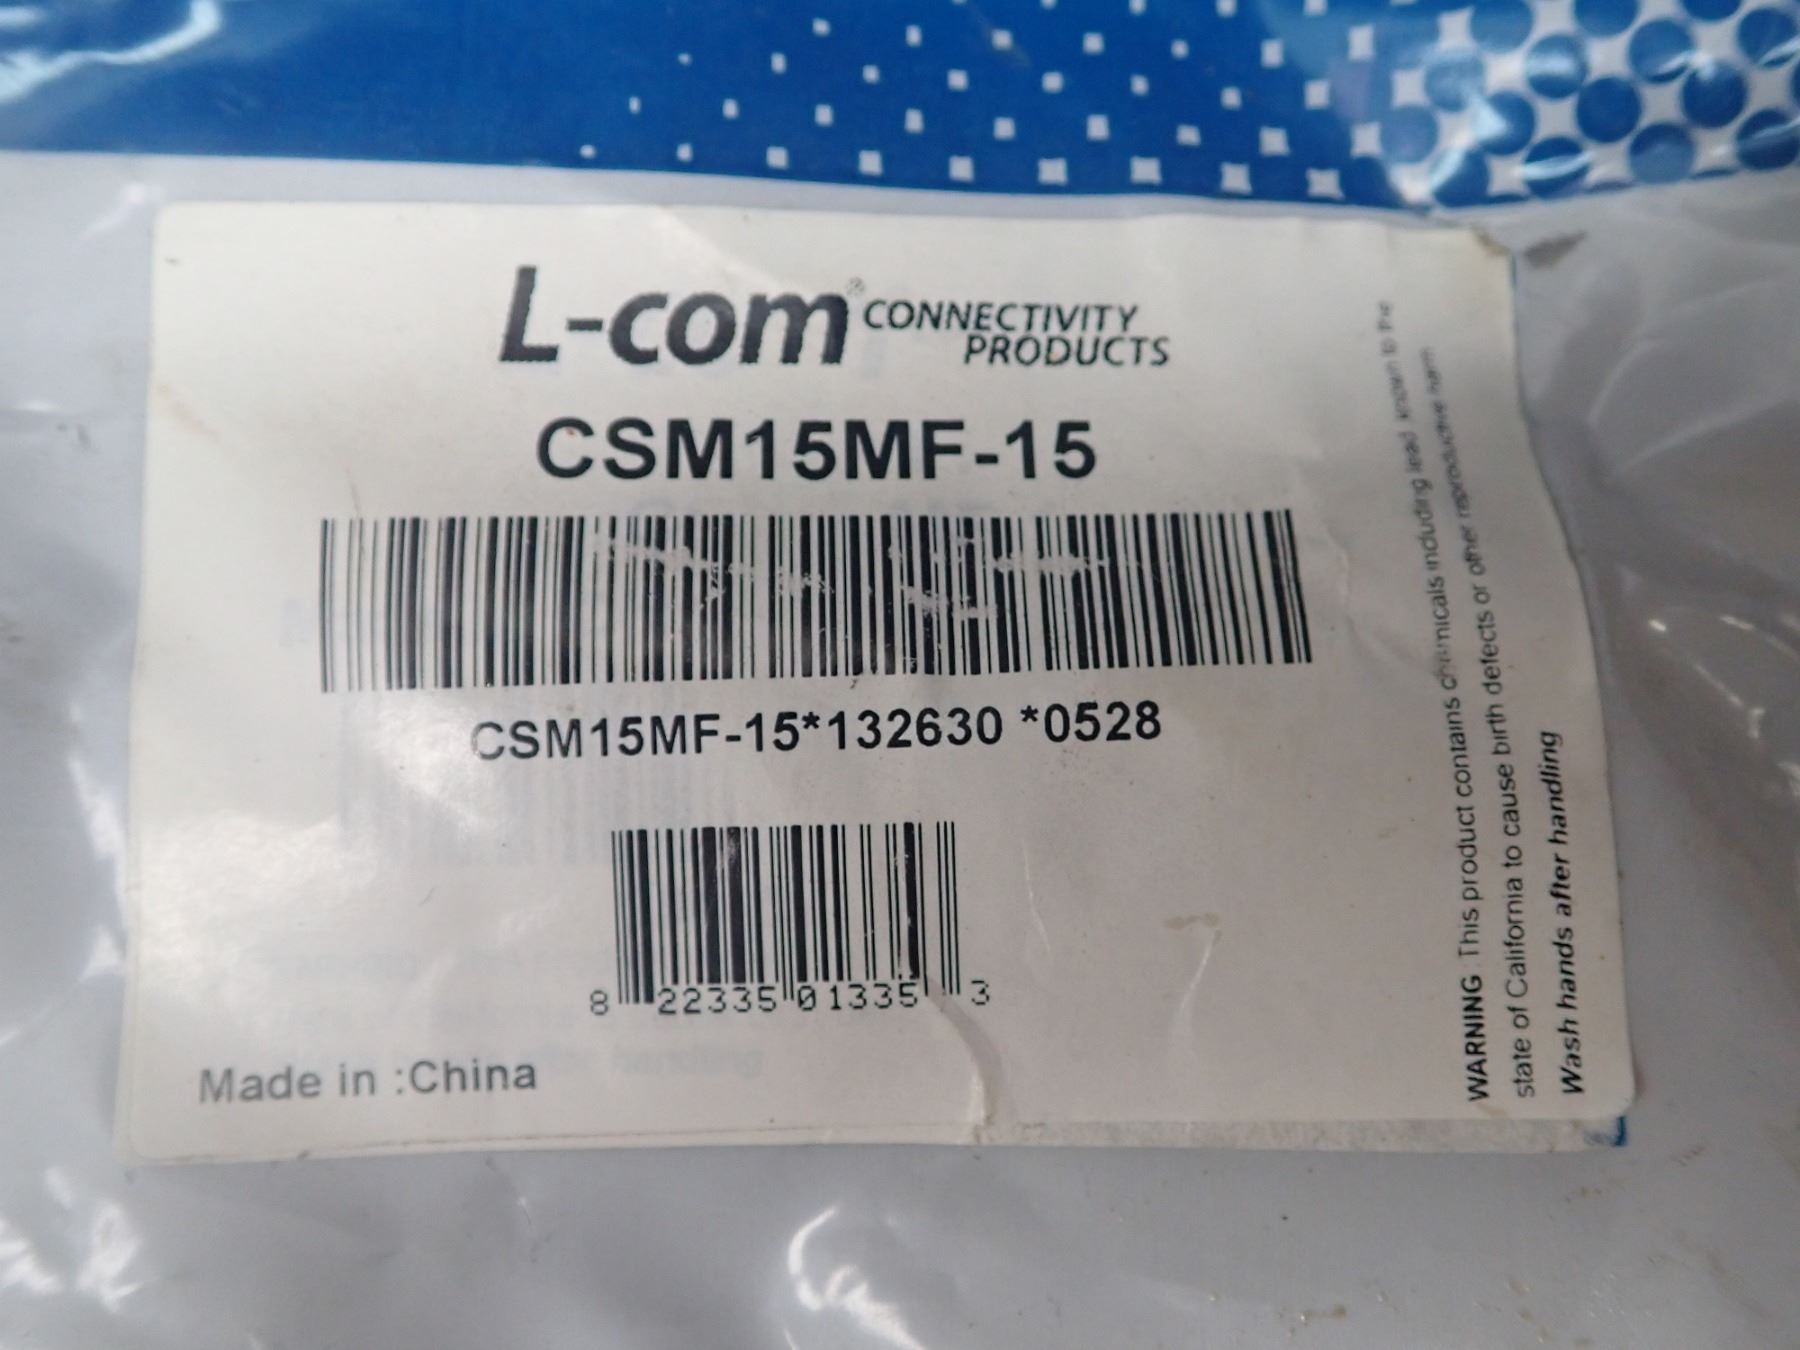 L-com® CONNECTIVITY
PRODUCTS
CSM15MF-15
CSM15MF-15*132630 *0528
8 22335 01335 3
Made in :China
WARNING This product contains chemicals including lead known to the
state of California to cause birth defects or other reproductive harm
Wash hands after handling